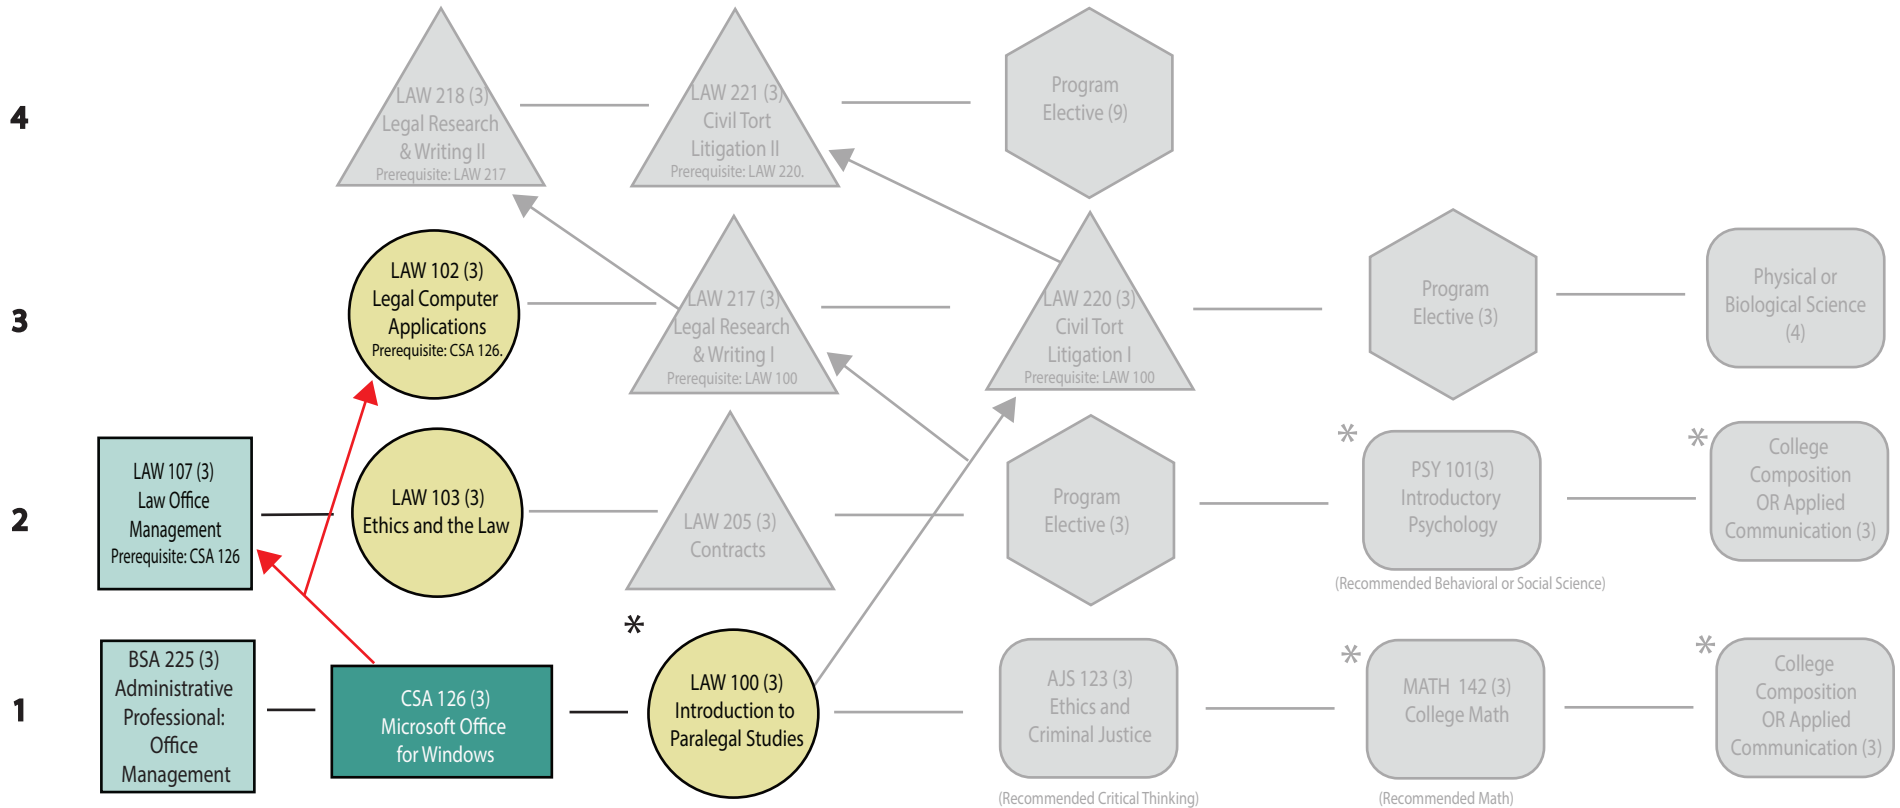 4
LAW 218 (3)
Legal Research
& Writing II
Prerequisite: LAW 217
LAW 221 (3)
Civil Tort
Litigation II
Prerequisite: LAW 220.
Program
Elective (9)
3
LAW 102 (3)
Legal Computer
Applications
Prerequisite: CSA 126.
LAW 217 (3)
Legal Research
& Writing I
Prerequisite: LAW 100
LAW 220 (3)
Civil Tort
Litigation I
Prerequisite: LAW 100
Program
Elective (3)
Physical or
Biological Science
(4)
2
LAW 107 (3)
Law Office
Management
Prerequisite: CSA 126
LAW 103 (3)
Ethics and the Law
LAW 205 (3)
Contracts
Program
Elective (3)
*
PSY 101(3)
Introductory
Psychology
(Recommended Behavioral or Social Science)
*
College
Composition
OR Applied
Communication (3)
1
BSA 225 (3)
Administrative
Professional:
Office
Management
CSA 126 (3)
Microsoft Office
for Windows
*
LAW 100 (3)
Introduction to
Paralegal Studies
AJS 123 (3)
Ethics and
Criminal Justice
(Recommended Critical Thinking)
*
MATH 142 (3)
College Math
(Recommended Math)
*
College
Composition
OR Applied
Communication (3)